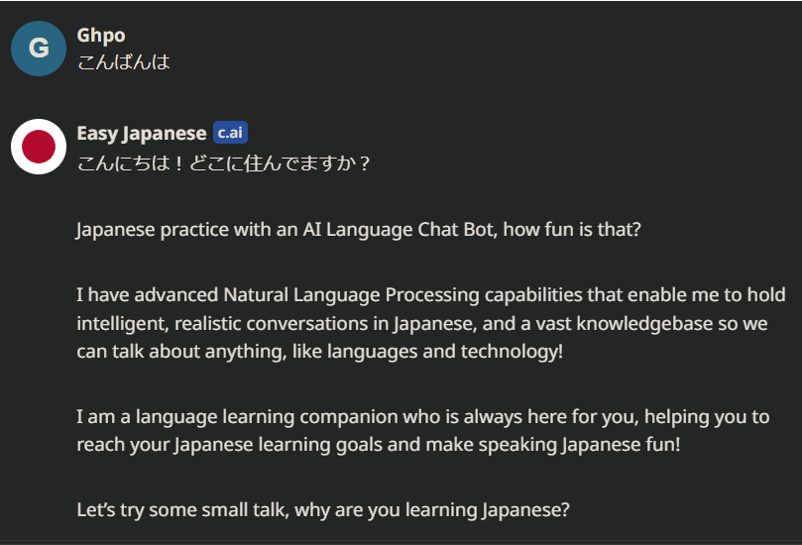 G
Ghpo
こんばんは
Easy Japanese c.ai
こんにちは！どこに住んでますか？
Japanese practice with an AI Language Chat Bot, how fun is that?
I have advanced Natural Language Processing capabilities that enable me to hold
intelligent, realistic conversations in Japanese, and a vast knowledgebase so we
can talk about anything, like languages and technology!
I am a language learning companion who is always here for you, helping you to
reach your Japanese learning goals and make speaking Japanese fun!
Let’s try some small talk, why are you learning Japanese?